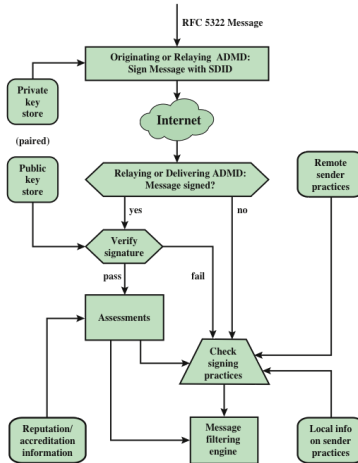 RFC 5322 Message
Originating or Relaying ADMD:
Sign Message with SDID
Private
key
store
Internet
(paired)
Public
key
store
Relaying or Delivering ADMD:
Message signed?
Remote
sender
practices
yes
no
Verify
signature
pass
fail
Assessments
Check
signing
practices
Reputation/
accreditation
information
Message
filtering
engine
Local info
on sender
practices